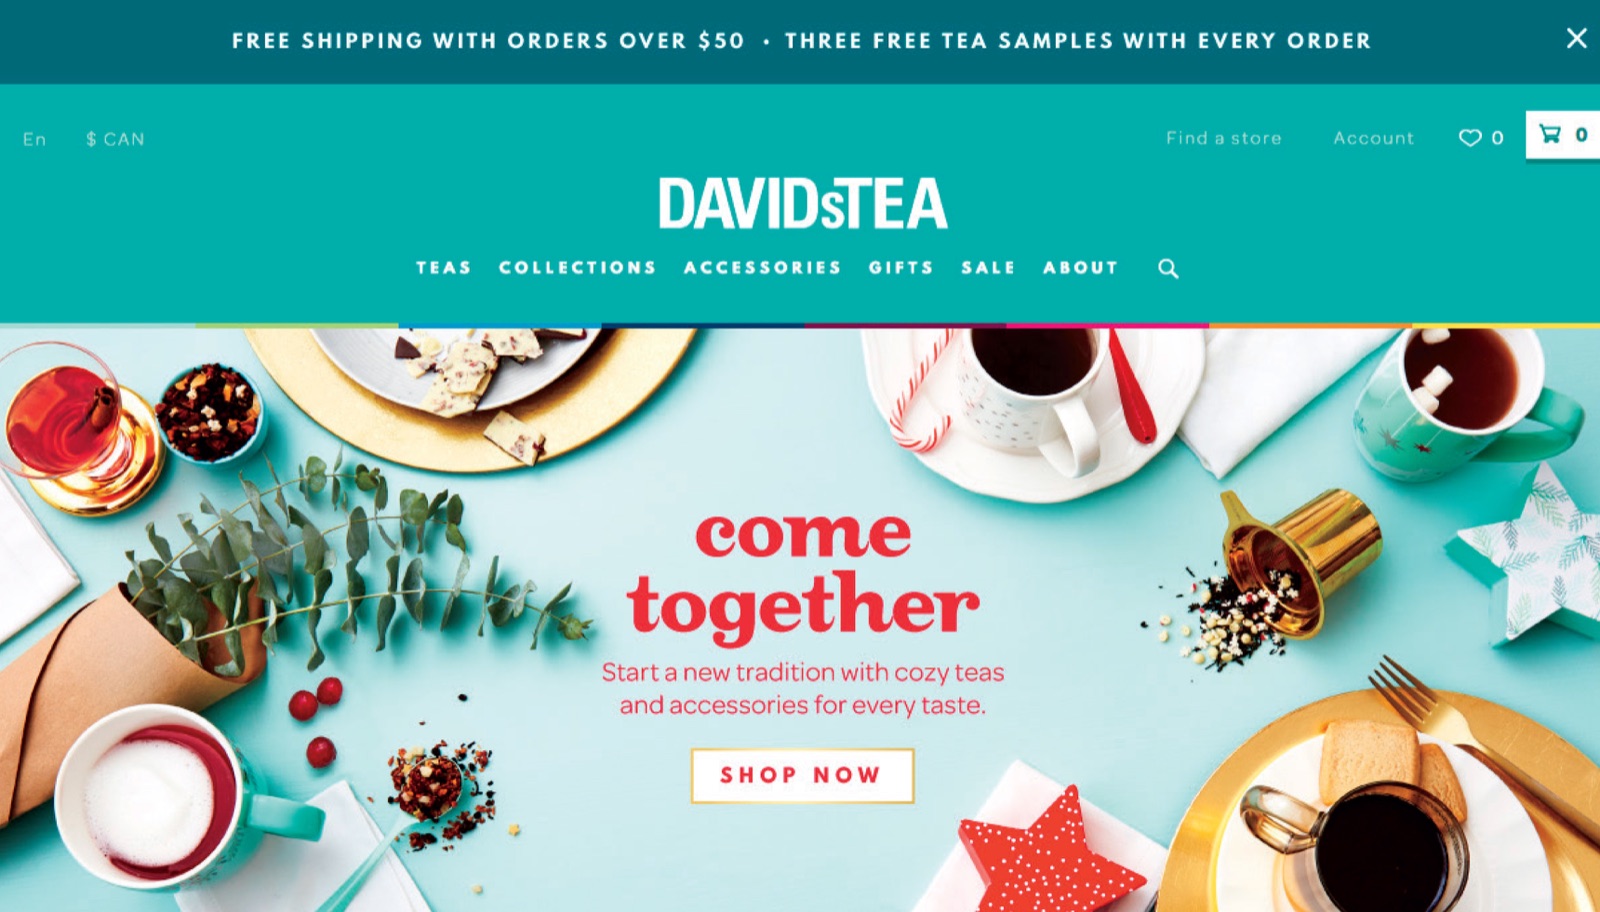 FREE SHIPPING WITH ORDERS OVER $50 • THREE FREE TEA SAMPLES WITH EVERY ORDER
En $ CAN Find a store Account 0 0
DAVIDsTEA
TEAS COLLECTIONS ACCESSORIES GIFTS SALE ABOUT
come
together
Start a new tradition with cozy teas
and accessories for every taste.
SHOP NOW